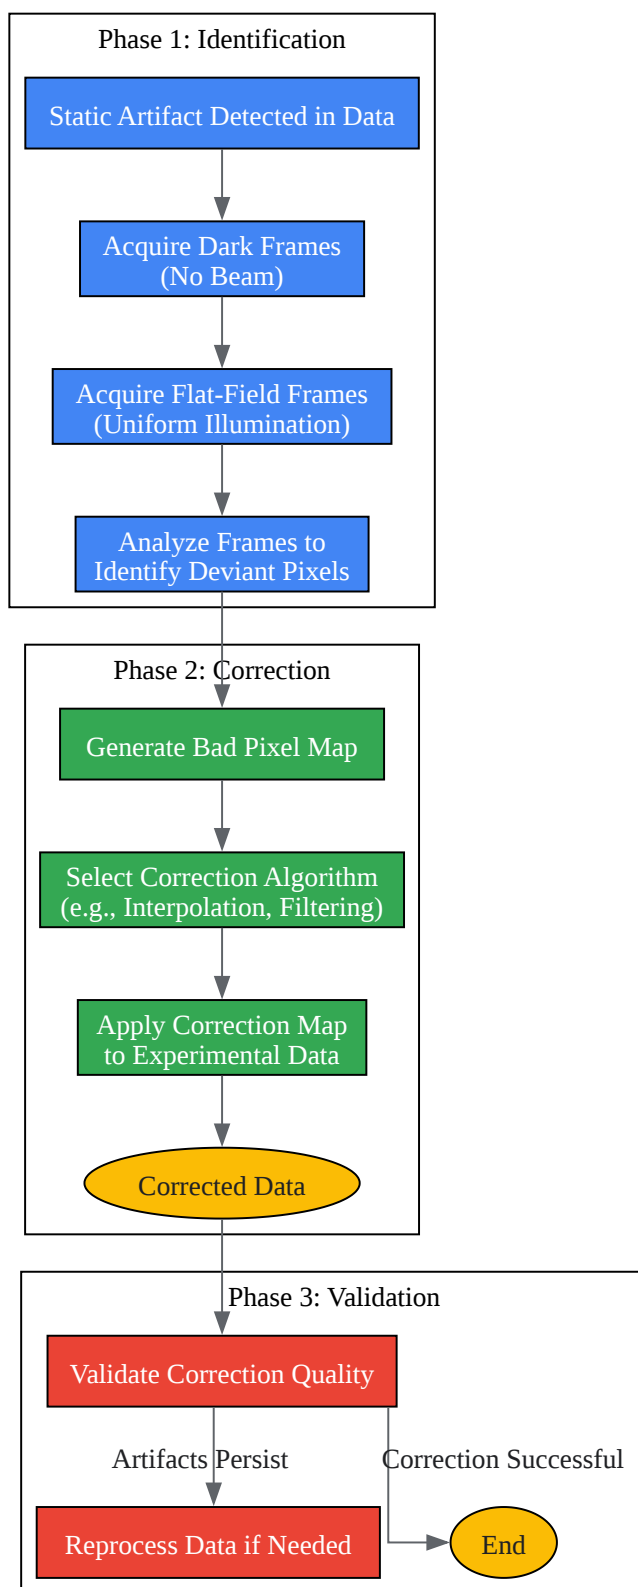 Phase 1: Identification
Static Artifact Detected in Data
Acquire Dark Frames
(No Beam)
Acquire Flat-Field Frames
(Uniform Illumination)
Analyze Frames to
Identify Deviant Pixels
Phase 2: Correction
Generate Bad Pixel Map
Select Correction Algorithm
(e.g., Interpolation, Filtering)
Apply Correction Map
to Experimental Data
Corrected Data
Phase 3: Validation
Validate Correction Quality
Artifacts Persist
Correction Successful
Reprocess Data if Needed
End